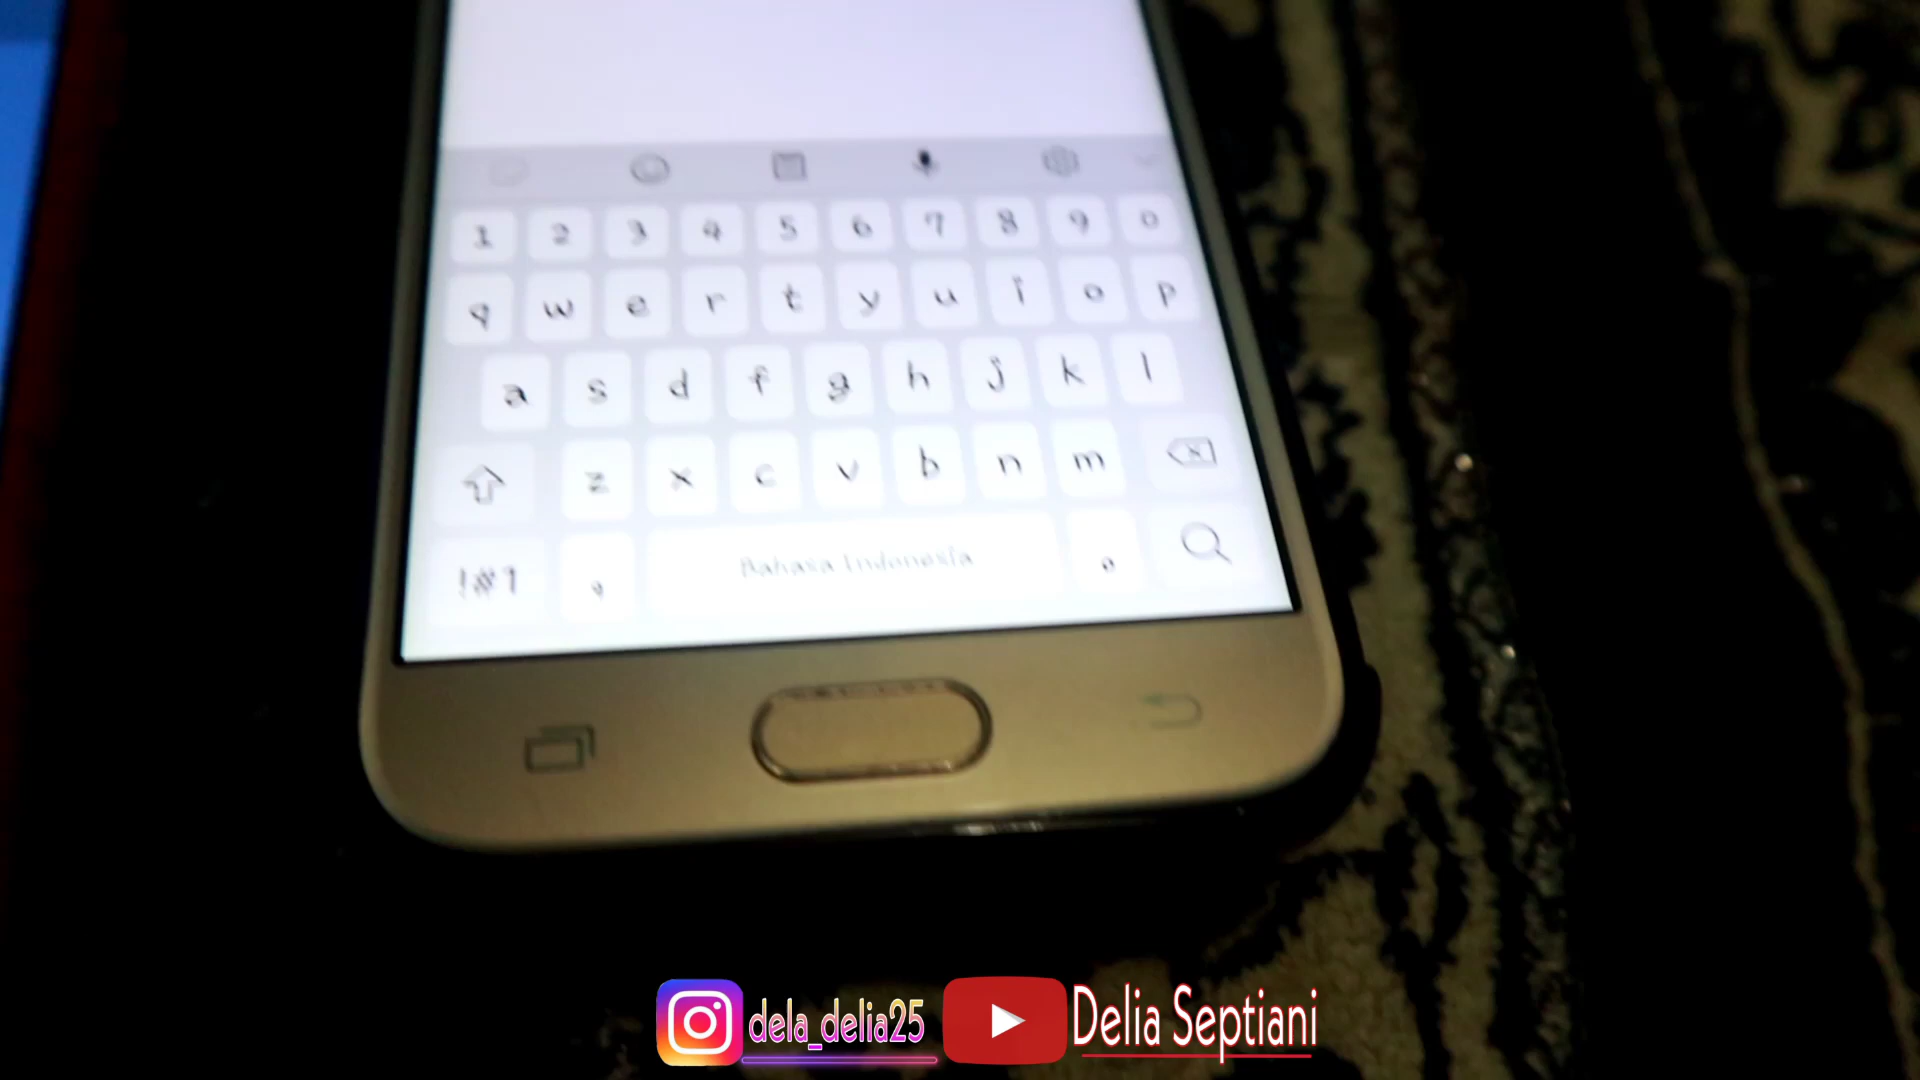 1 2 3 4 5 6 7 8 9 0
q w e r t y u i o p
a s d f g h j k l
z x c v b n m
!#1 , Bahasa Indonesia .
dela_delia25 Delia Septiani